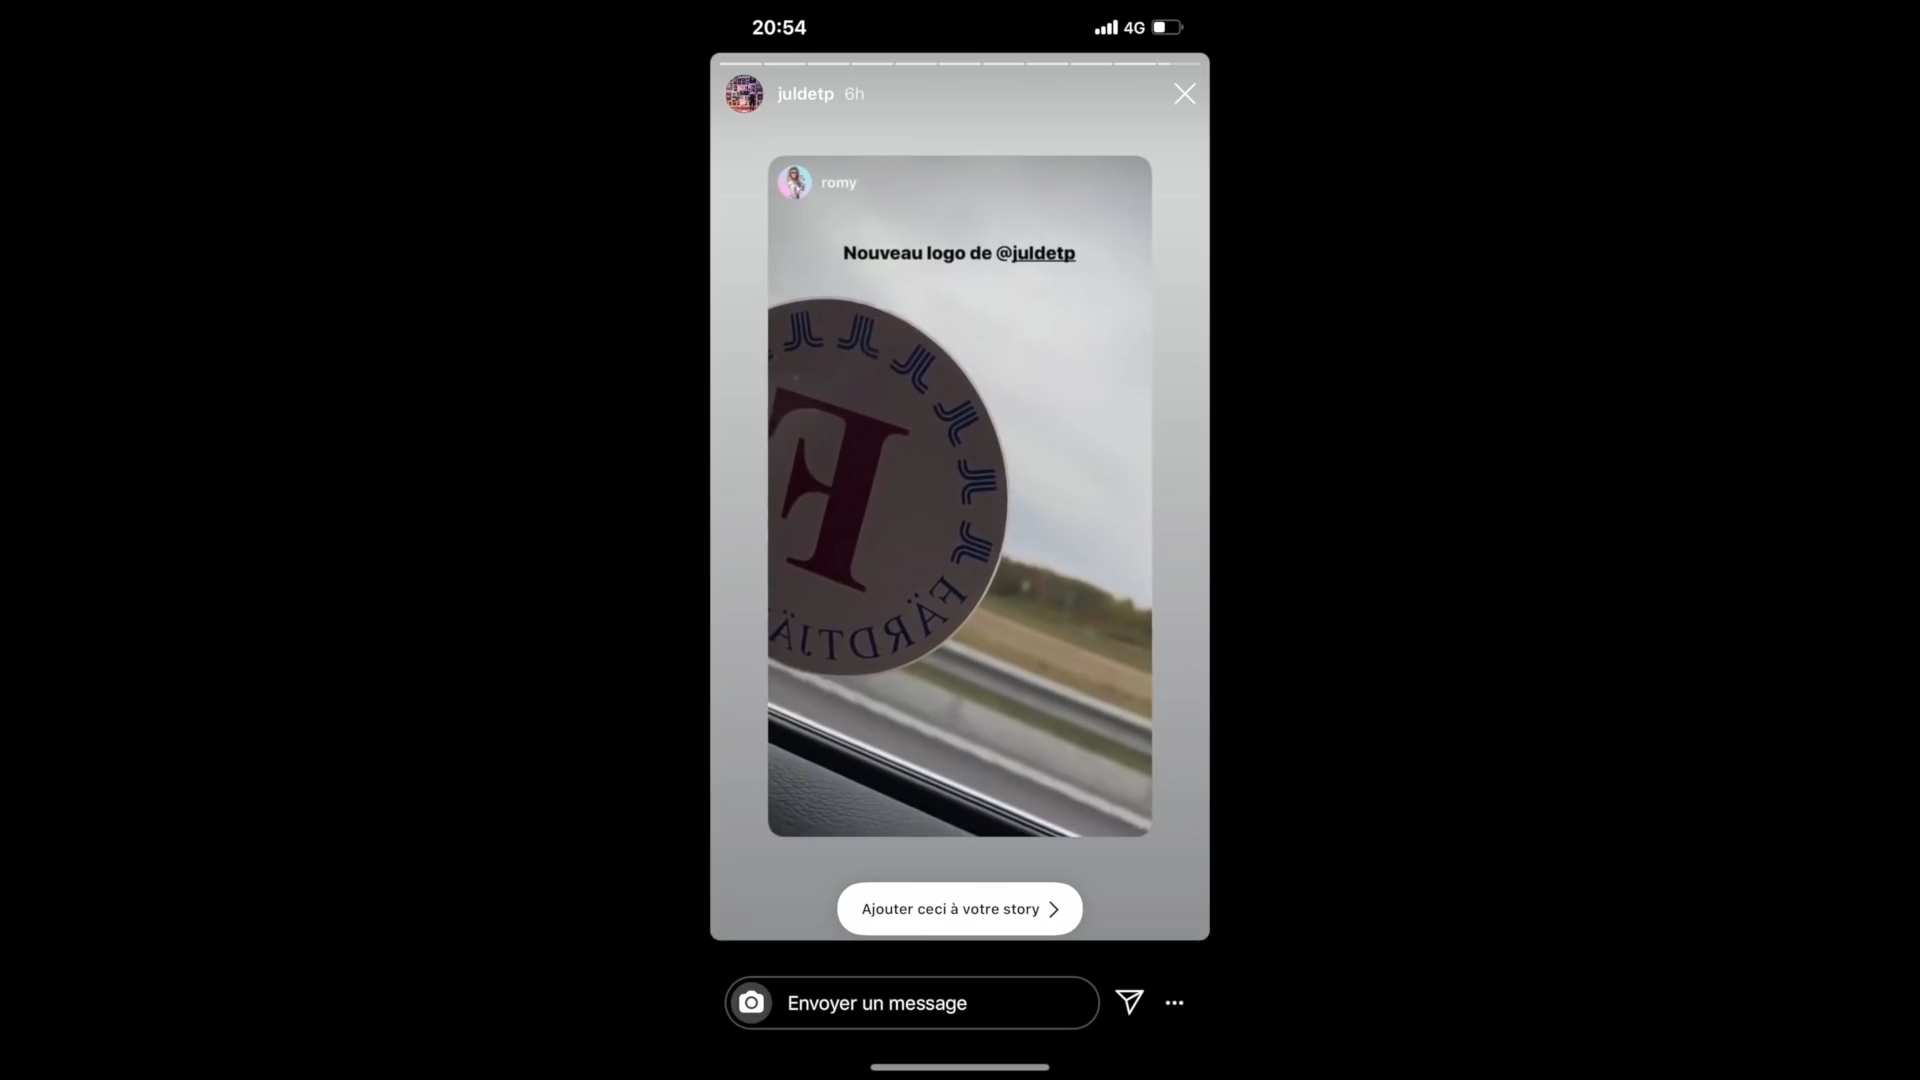 20:54
4G
juldetp 6h
romy
Nouveau logo de @juldetp
F
FÄRDTJÄ
Ajouter ceci à votre story
Envoyer un message